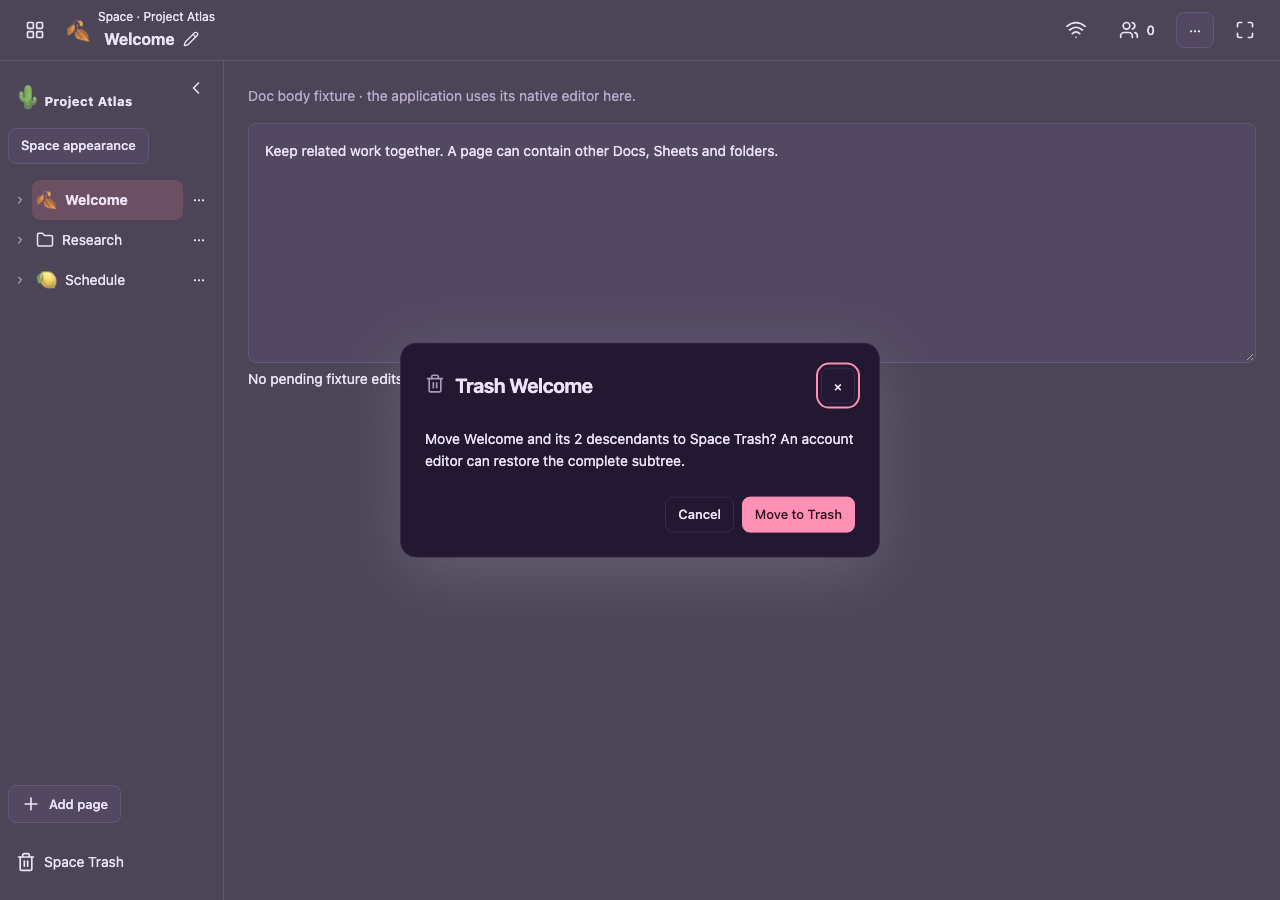 Space · Project Atlas
Welcome
0
...
Project Atlas
Space appearance
Welcome
...
Research
...
Schedule
...
Add page
Space Trash
Doc body fixture · the application uses its native editor here.
Keep related work together. A page can contain other Docs, Sheets and folders.
No pending fixture edits
Trash Welcome
×
Move Welcome and its 2 descendants to Space Trash? An account
editor can restore the complete subtree.
Cancel
Move to Trash